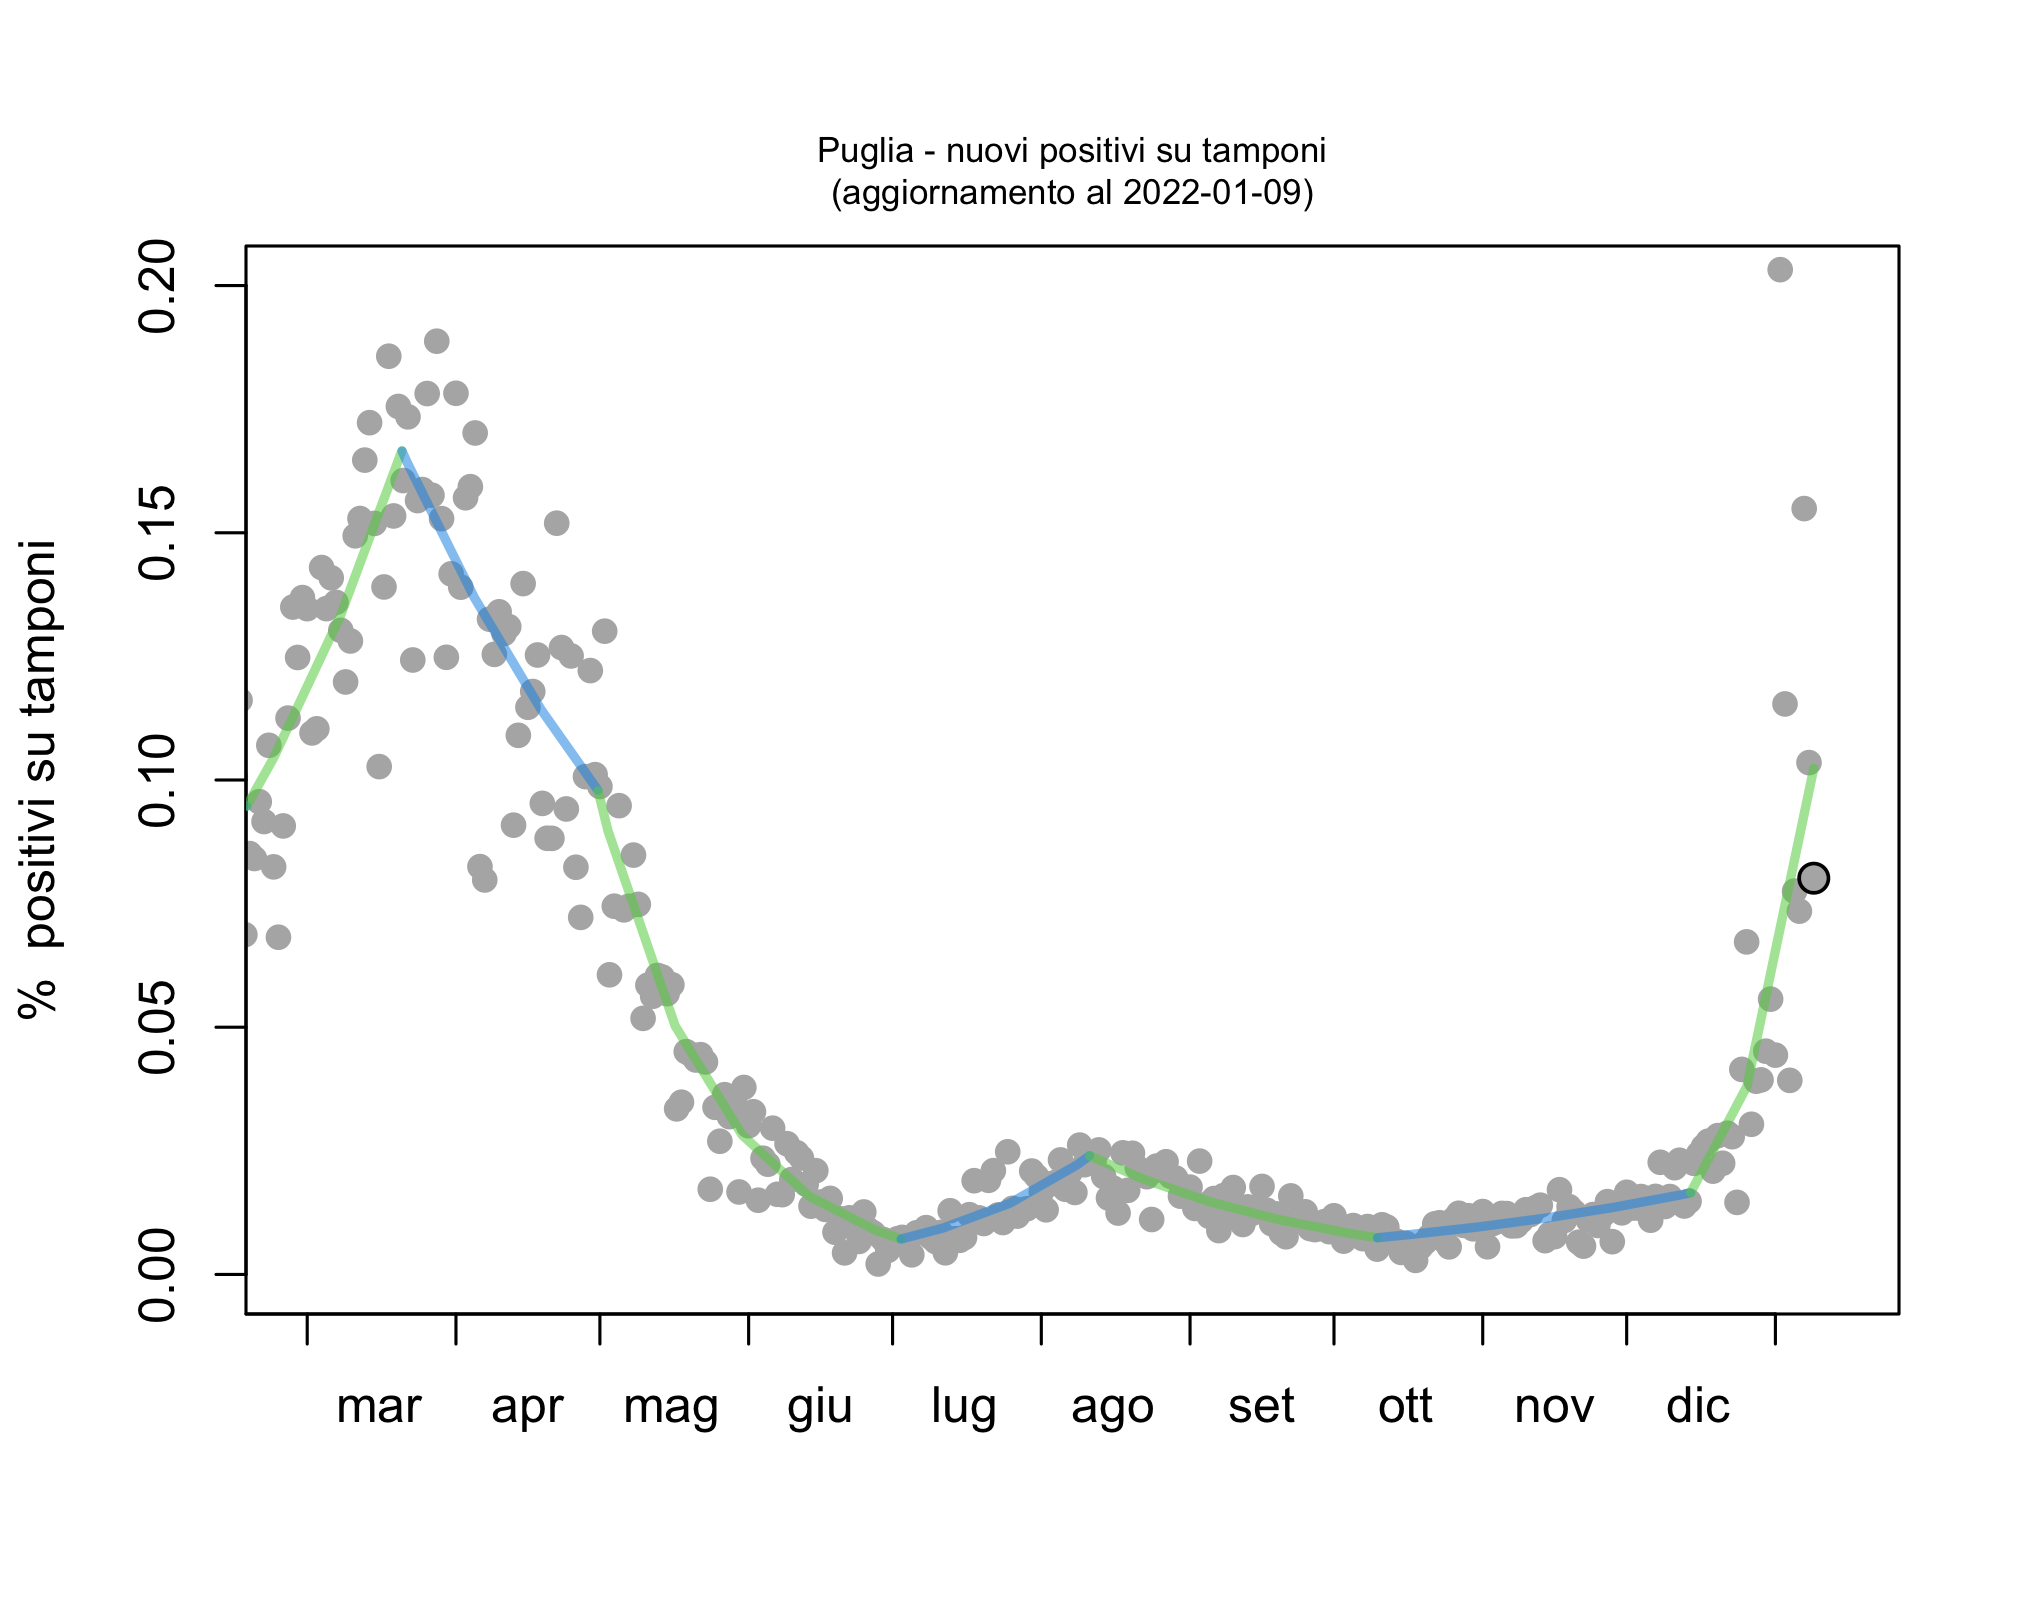 Puglia - nuovi positivi su tamponi
(aggiornamento al 2022-01-09)
% positivi su tamponi
0.20
0.15
0.10
0.05
0.00
mar apr mag giu lug ago set ott nov dic